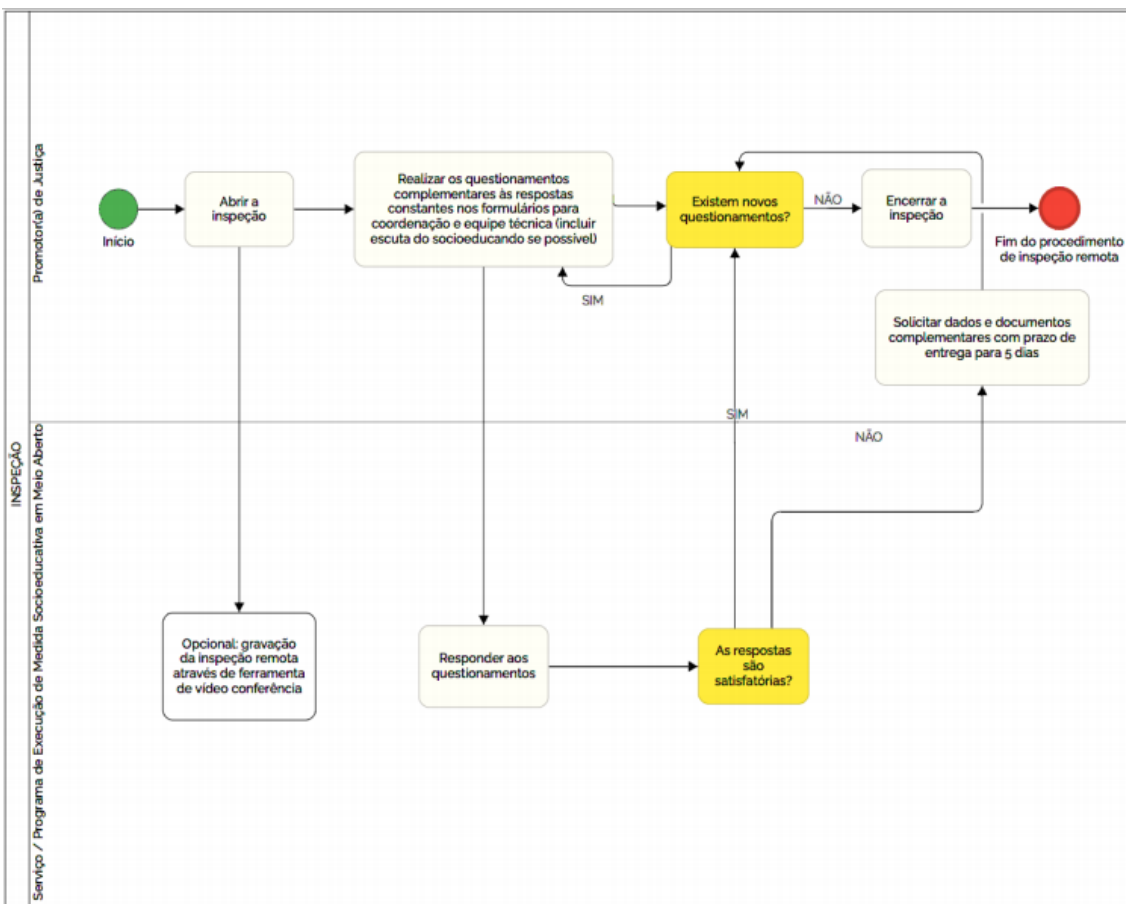 INSPEÇÃO
Promotor(a) de Justiça
Início
Abrir a
inspeção
Realizar os questionamentos
complementares às respostas
constantes nos formulários para
coordenação e equipe técnica (incluir
escuta do socioeducando se possível)
Existem novos
questionamentos?
NÃO
Encerrar a
inspeção
Fim do procedimento
de inspeção remota
SIM
Solicitar dados e documentos
complementares com prazo de
entrega para 5 dias
Serviço / Programa de Execução de Medida Socioeducativa em Meio Aberto
SIM
NÃO
Opcional: gravação
da inspeção remota
através de ferramenta
de vídeo conferência
Responder aos
questionamentos
As respostas
são
satisfatórias?